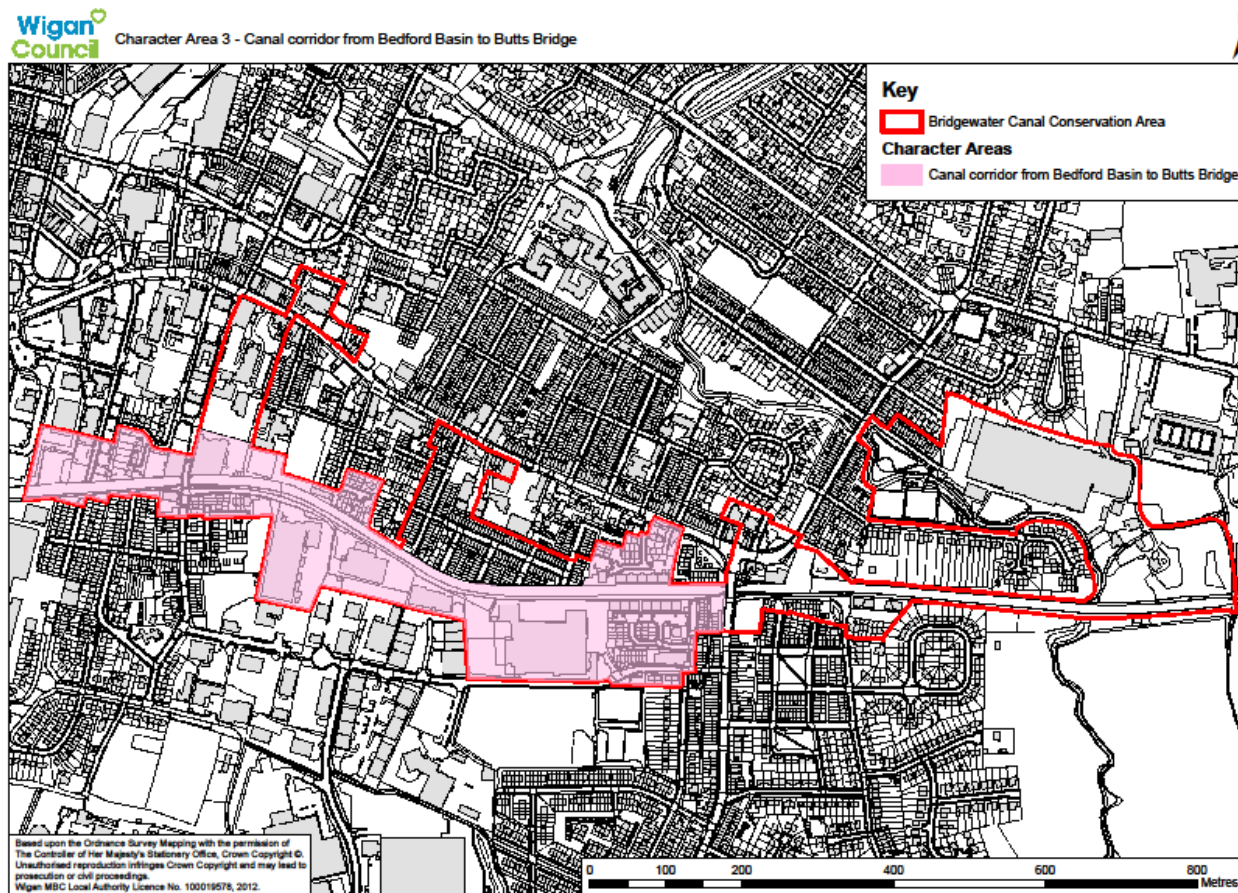 Wigan
Council
Character Area 3 - Canal corridor from Bedford Basin to Butts Bridge
Key
Bridgewater Canal Conservation Area
Character Areas
Canal corridor from Bedford Basin to Butts Bridge
Based upon the Ordnance Survey Mapping with the permission of
The Controller of Her Majesty's Stationery Office, Crown Copyright ©.
Unauthorised reproduction infringes Crown Copyright and may lead to
prosecution or civil proceedings.
Wigan MBC Local Authority Licence No. 100019578, 2012.
0 100 200 400 600 800
Metres